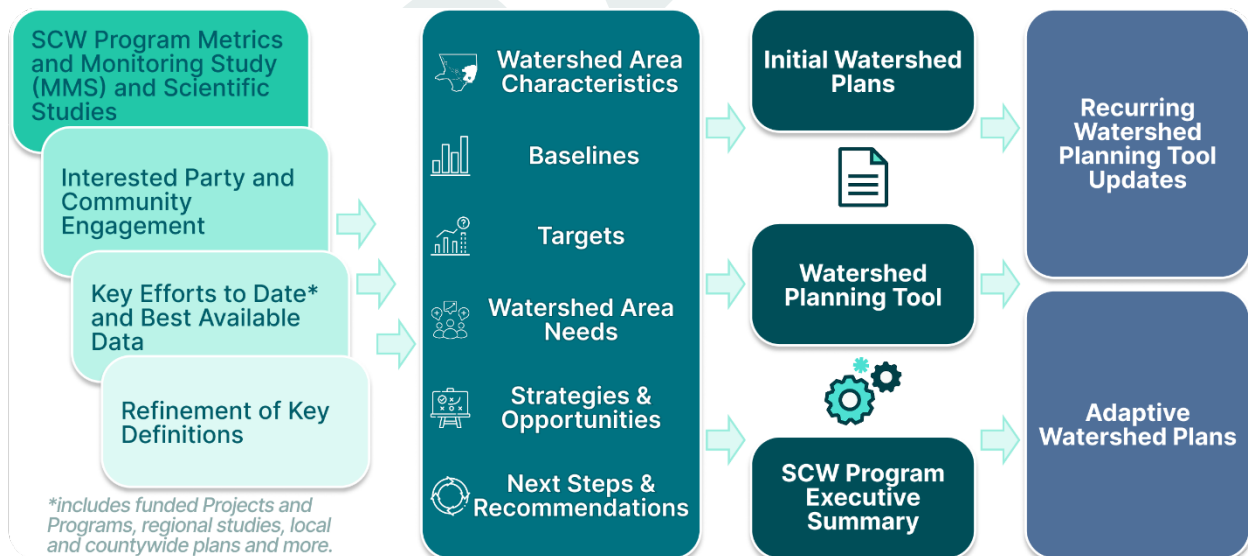 SCW Program Metrics
and Monitoring Study
(MMS) and Scientific
Studies
Interested Party and
Community
Engagement
Key Efforts to Date*
and Best Available
Data
Refinement of Key
Definitions
*includes funded Projects and
Programs, regional studies, local
and countywide plans and more.
Watershed Area
Characteristics
Baselines
Targets
Watershed Area
Needs
Strategies &
Opportunities
Next Steps &
Recommendations
Initial Watershed
Plans
Watershed
Planning Tool
SCW Program
Executive
Summary
Recurring
Watershed
Planning Tool
Updates
Adaptive
Watershed Plans